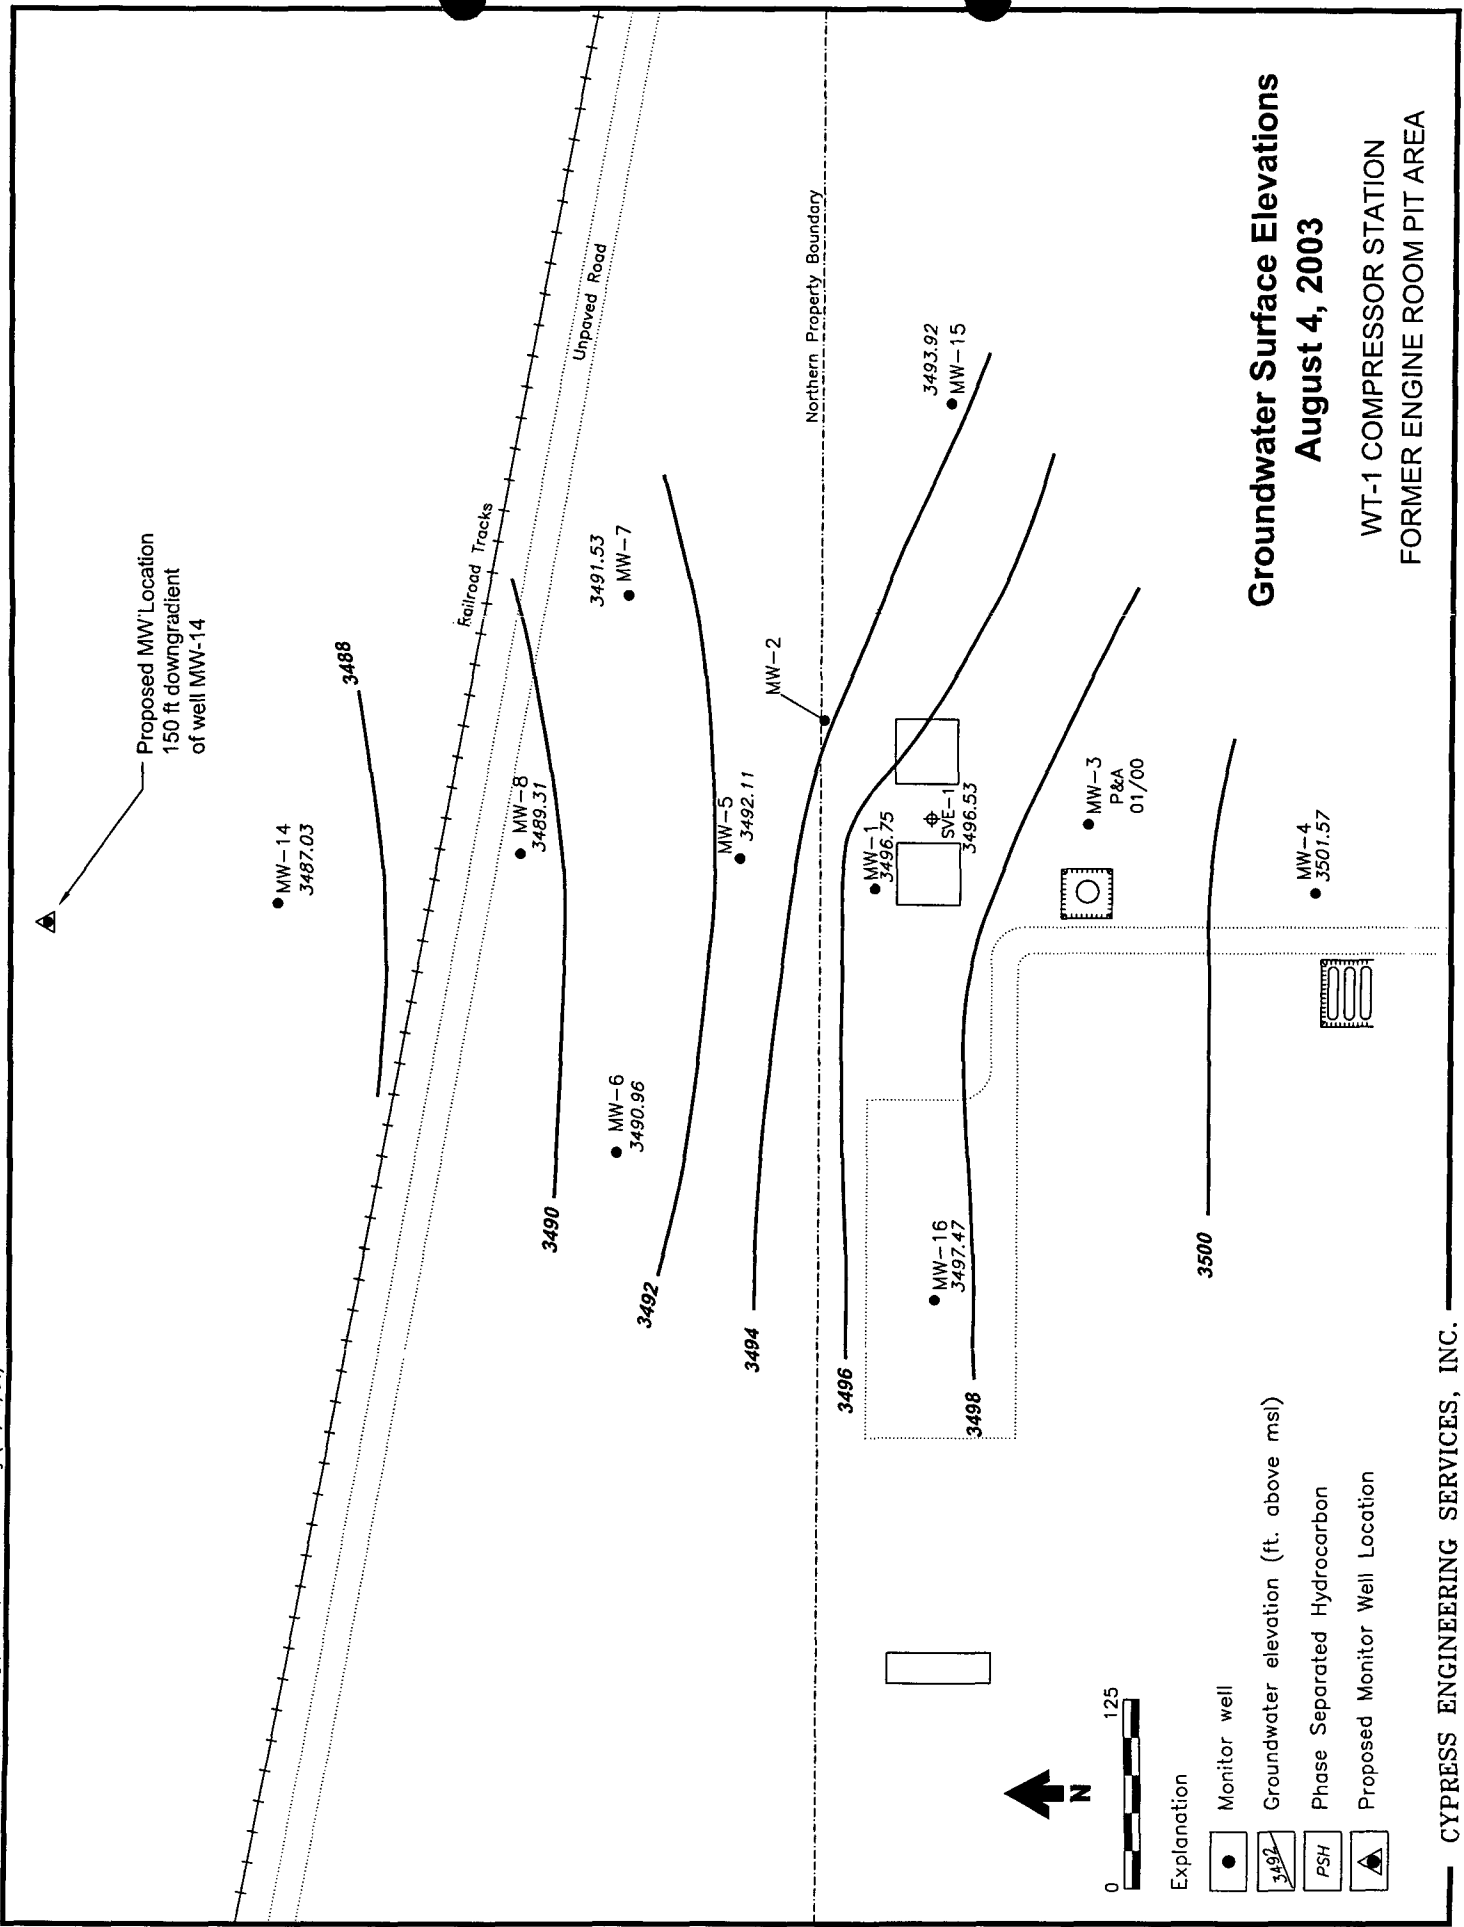 Proposed MW Location
150 ft downgradient
of well MW-14
MW-14
3487.03
3488
Railroad Tracks
Unpaved Road
MW-8
3489.31
3490
MW-6
3490.96
MW-7
3491.53
3492
MW-5
3492.11
MW-2
3494
Northern Property Boundary
3493.92
MW-15
3496
MW-1
3496.75
SVE-1
3496.53
MW-16
3497.47
3498
MW-3
P&A
01/00
3500
MW-4
3501.57
N
0
125
Explanation
Monitor well
3492
Groundwater elevation (ft. above msl)
PSH
Phase Separated Hydrocarbon
Proposed Monitor Well Location
Groundwater Surface Elevations
August 4, 2003
WT-1 COMPRESSOR STATION
FORMER ENGINE ROOM PIT AREA
CYPRESS ENGINEERING SERVICES, INC.